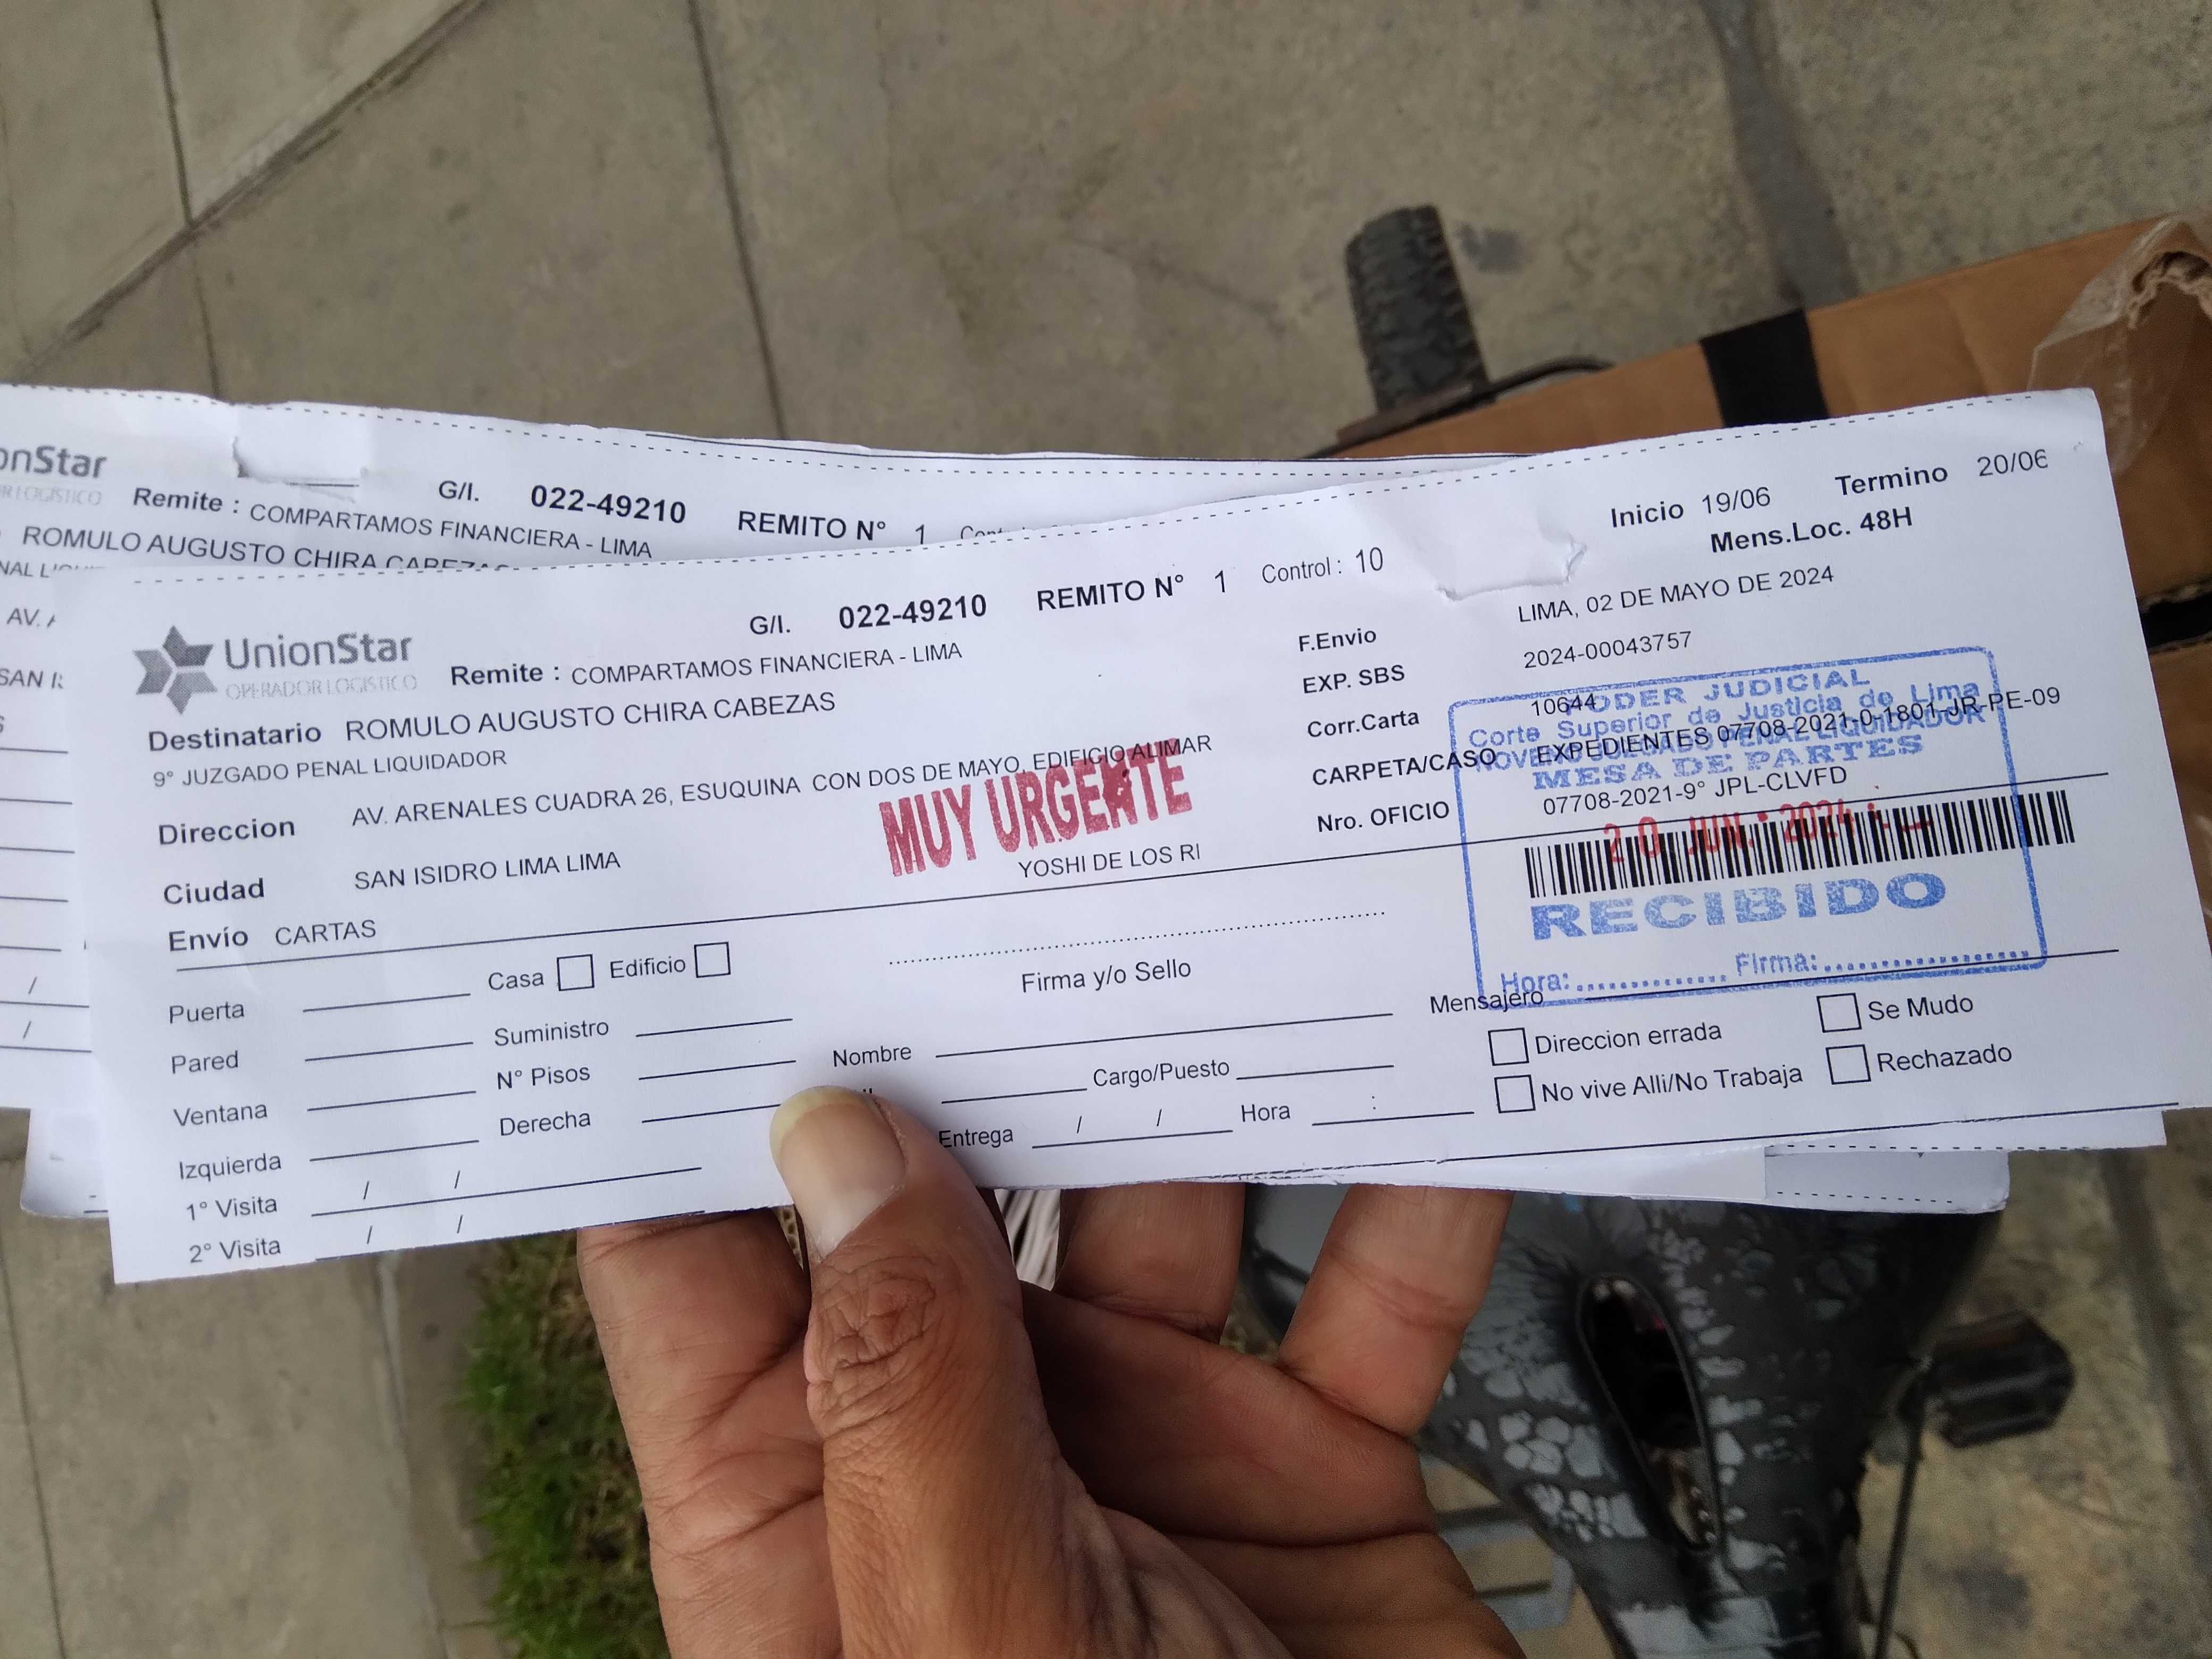 onStar
Remite : COMPARTAMOS FINANCIERA - LIMA
G/I. 022-49210 REMITO N° 1
ROMULO AUGUSTO CHIRA CABEZAS
AV.
SAN I
/
/
UnionStar
OPERADOR LOGISTICO
G/I. 022-49210 REMITO N° 1 Control : 10
Inicio 19/06 Termino 20/06
Mens.Loc. 48H
Remite : COMPARTAMOS FINANCIERA - LIMA
F.Envio LIMA, 02 DE MAYO DE 2024
Destinatario ROMULO AUGUSTO CHIRA CABEZAS
EXP. SBS 2024-00043757
9° JUZGADO PENAL LIQUIDADOR
Corr.Carta 10644
Direccion AV. ARENALES CUADRA 26, ESUQUINA CON DOS DE MAYO, EDIFICIO ALIMAR
CARPETA/CASO EXPEDIENTES 07708-2021-0-1801-JR-PE-09
Nro. OFICIO 07708-2021-9° JPL-CLVFD
Ciudad SAN ISIDRO LIMA LIMA
MUY URGENTE
YOSHI DE LOS RI
Envío CARTAS
PODER JUDICIAL
Corte Superior de Justicia de Lima
NOVENO JUZGADO PENAL LIQUIDADOR
MESA DE PARTES
20 JUN. 2024
RECIBIDO
Hora: Firma:
Puerta Casa Edificio
Firma y/o Sello
Mensajero
Pared Suministro
Nombre
Direccion errada Se Mudo
Ventana N° Pisos
Cargo/Puesto
No vive Alli/No Trabaja Rechazado
Izquierda Derecha
Entrega / / Hora :
1° Visita / /
2° Visita / /